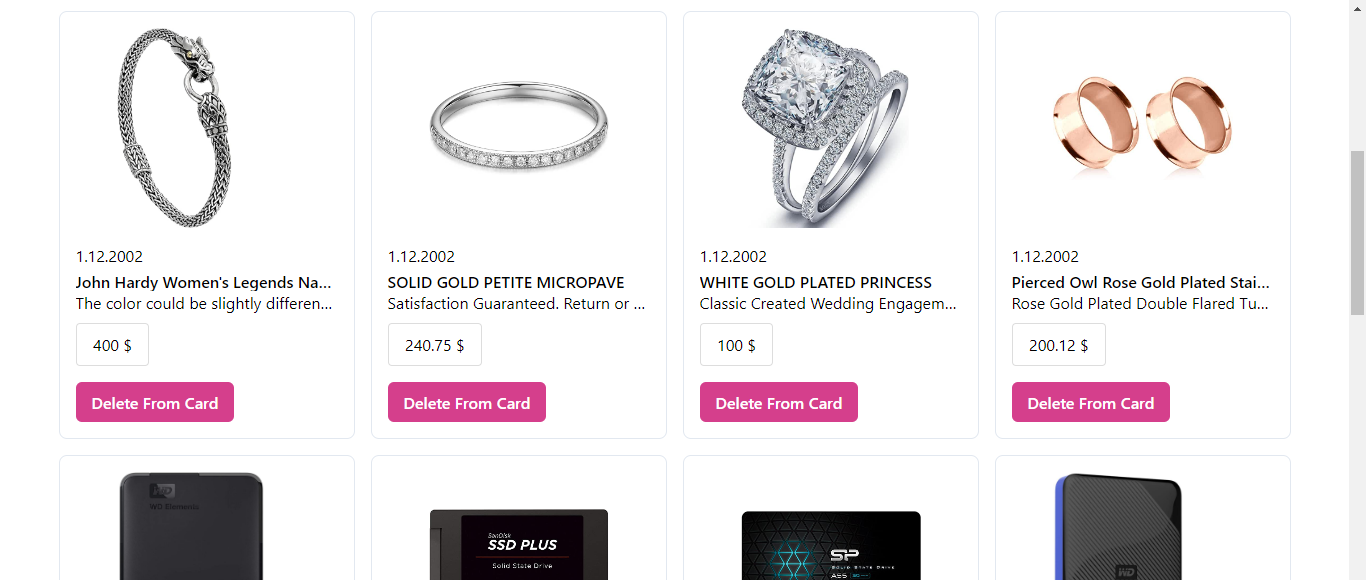 1.12.2002
John Hardy Women's Legends Na...
The color could be slightly differen...
400 $
Delete From Card
1.12.2002
SOLID GOLD PETITE MICROPAVE
Satisfaction Guaranteed. Return or ...
240.75 $
Delete From Card
1.12.2002
WHITE GOLD PLATED PRINCESS
Classic Created Wedding Engagem...
100 $
Delete From Card
1.12.2002
Pierced Owl Rose Gold Plated Stai...
Rose Gold Plated Double Flared Tu...
200.12 $
Delete From Card
WD
WD Elements
SanDisk
SSD PLUS
Solid State Drive
SP
SOLID STATE DRIVE
A55
WD